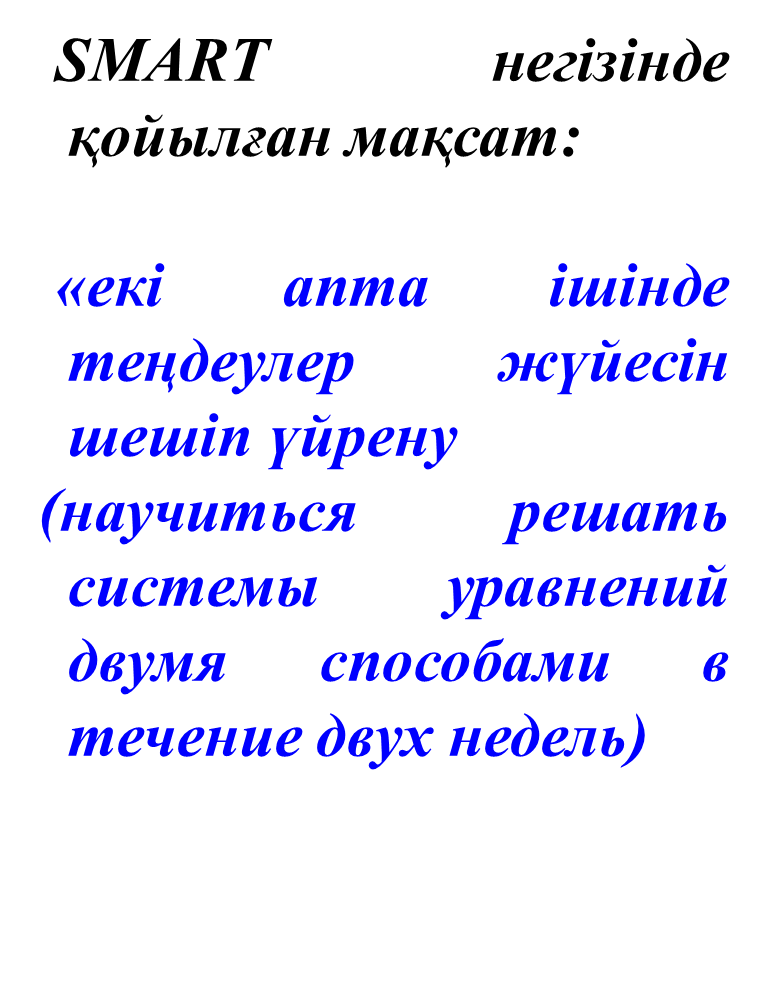 SMART негізінде
қойылған мақсат:
«екі апта ішінде
теңдеулер жүйесін
шешіп үйрену
(научиться решать
системы уравнений
двумя способами в
течение двух недель)